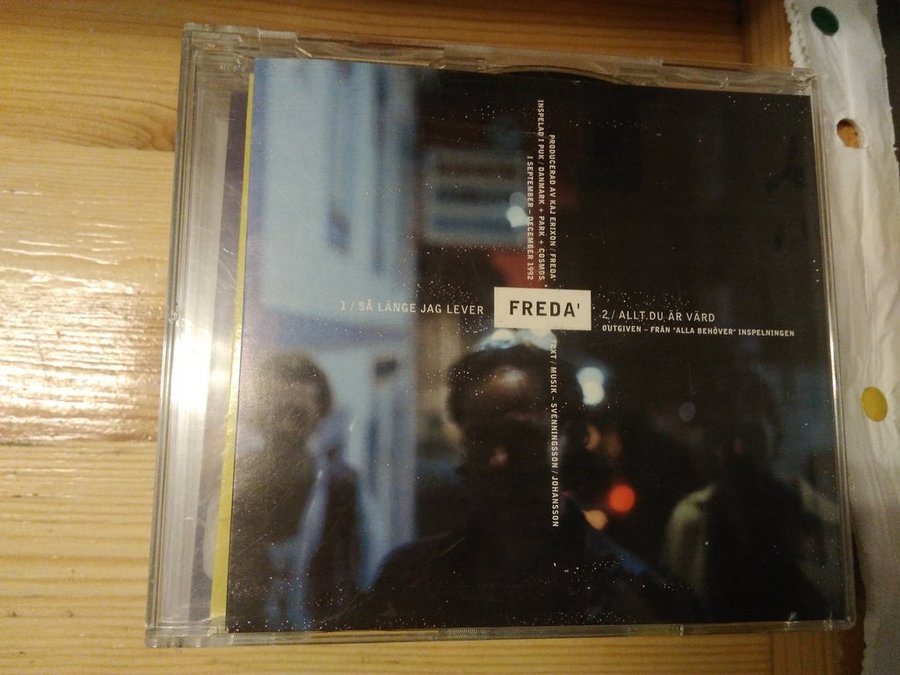 PRODUCERAD AV KAJ ERIXON / FREDA'
INSPELAD I PUK / DANMARK + PARK + COSMOS
I SEPTEMBER – DECEMBER 1992
1 / SÅ LÄNGE JAG LEVER
FREDA'
2 / ALLT DU ÄR VÄRD
OUTGIVEN – FRÅN "ALLA BEHÖVER" INSPELNINGEN
TEXT / MUSIK – SVENNINGSSON / JOHANSSON